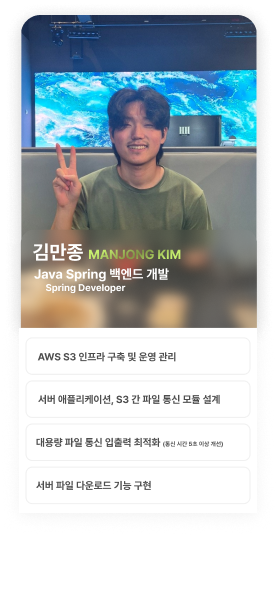 김만종 MANJONG KIM
Java Spring 백엔드 개발
Spring Developer
AWS S3 인프라 구축 및 운영 관리
서버 애플리케이션, S3 간 파일 통신 모듈 설계
대용량 파일 통신 입출력 최적화 (통신 시간 5초 이상 개선)
서버 파일 다운로드 기능 구현